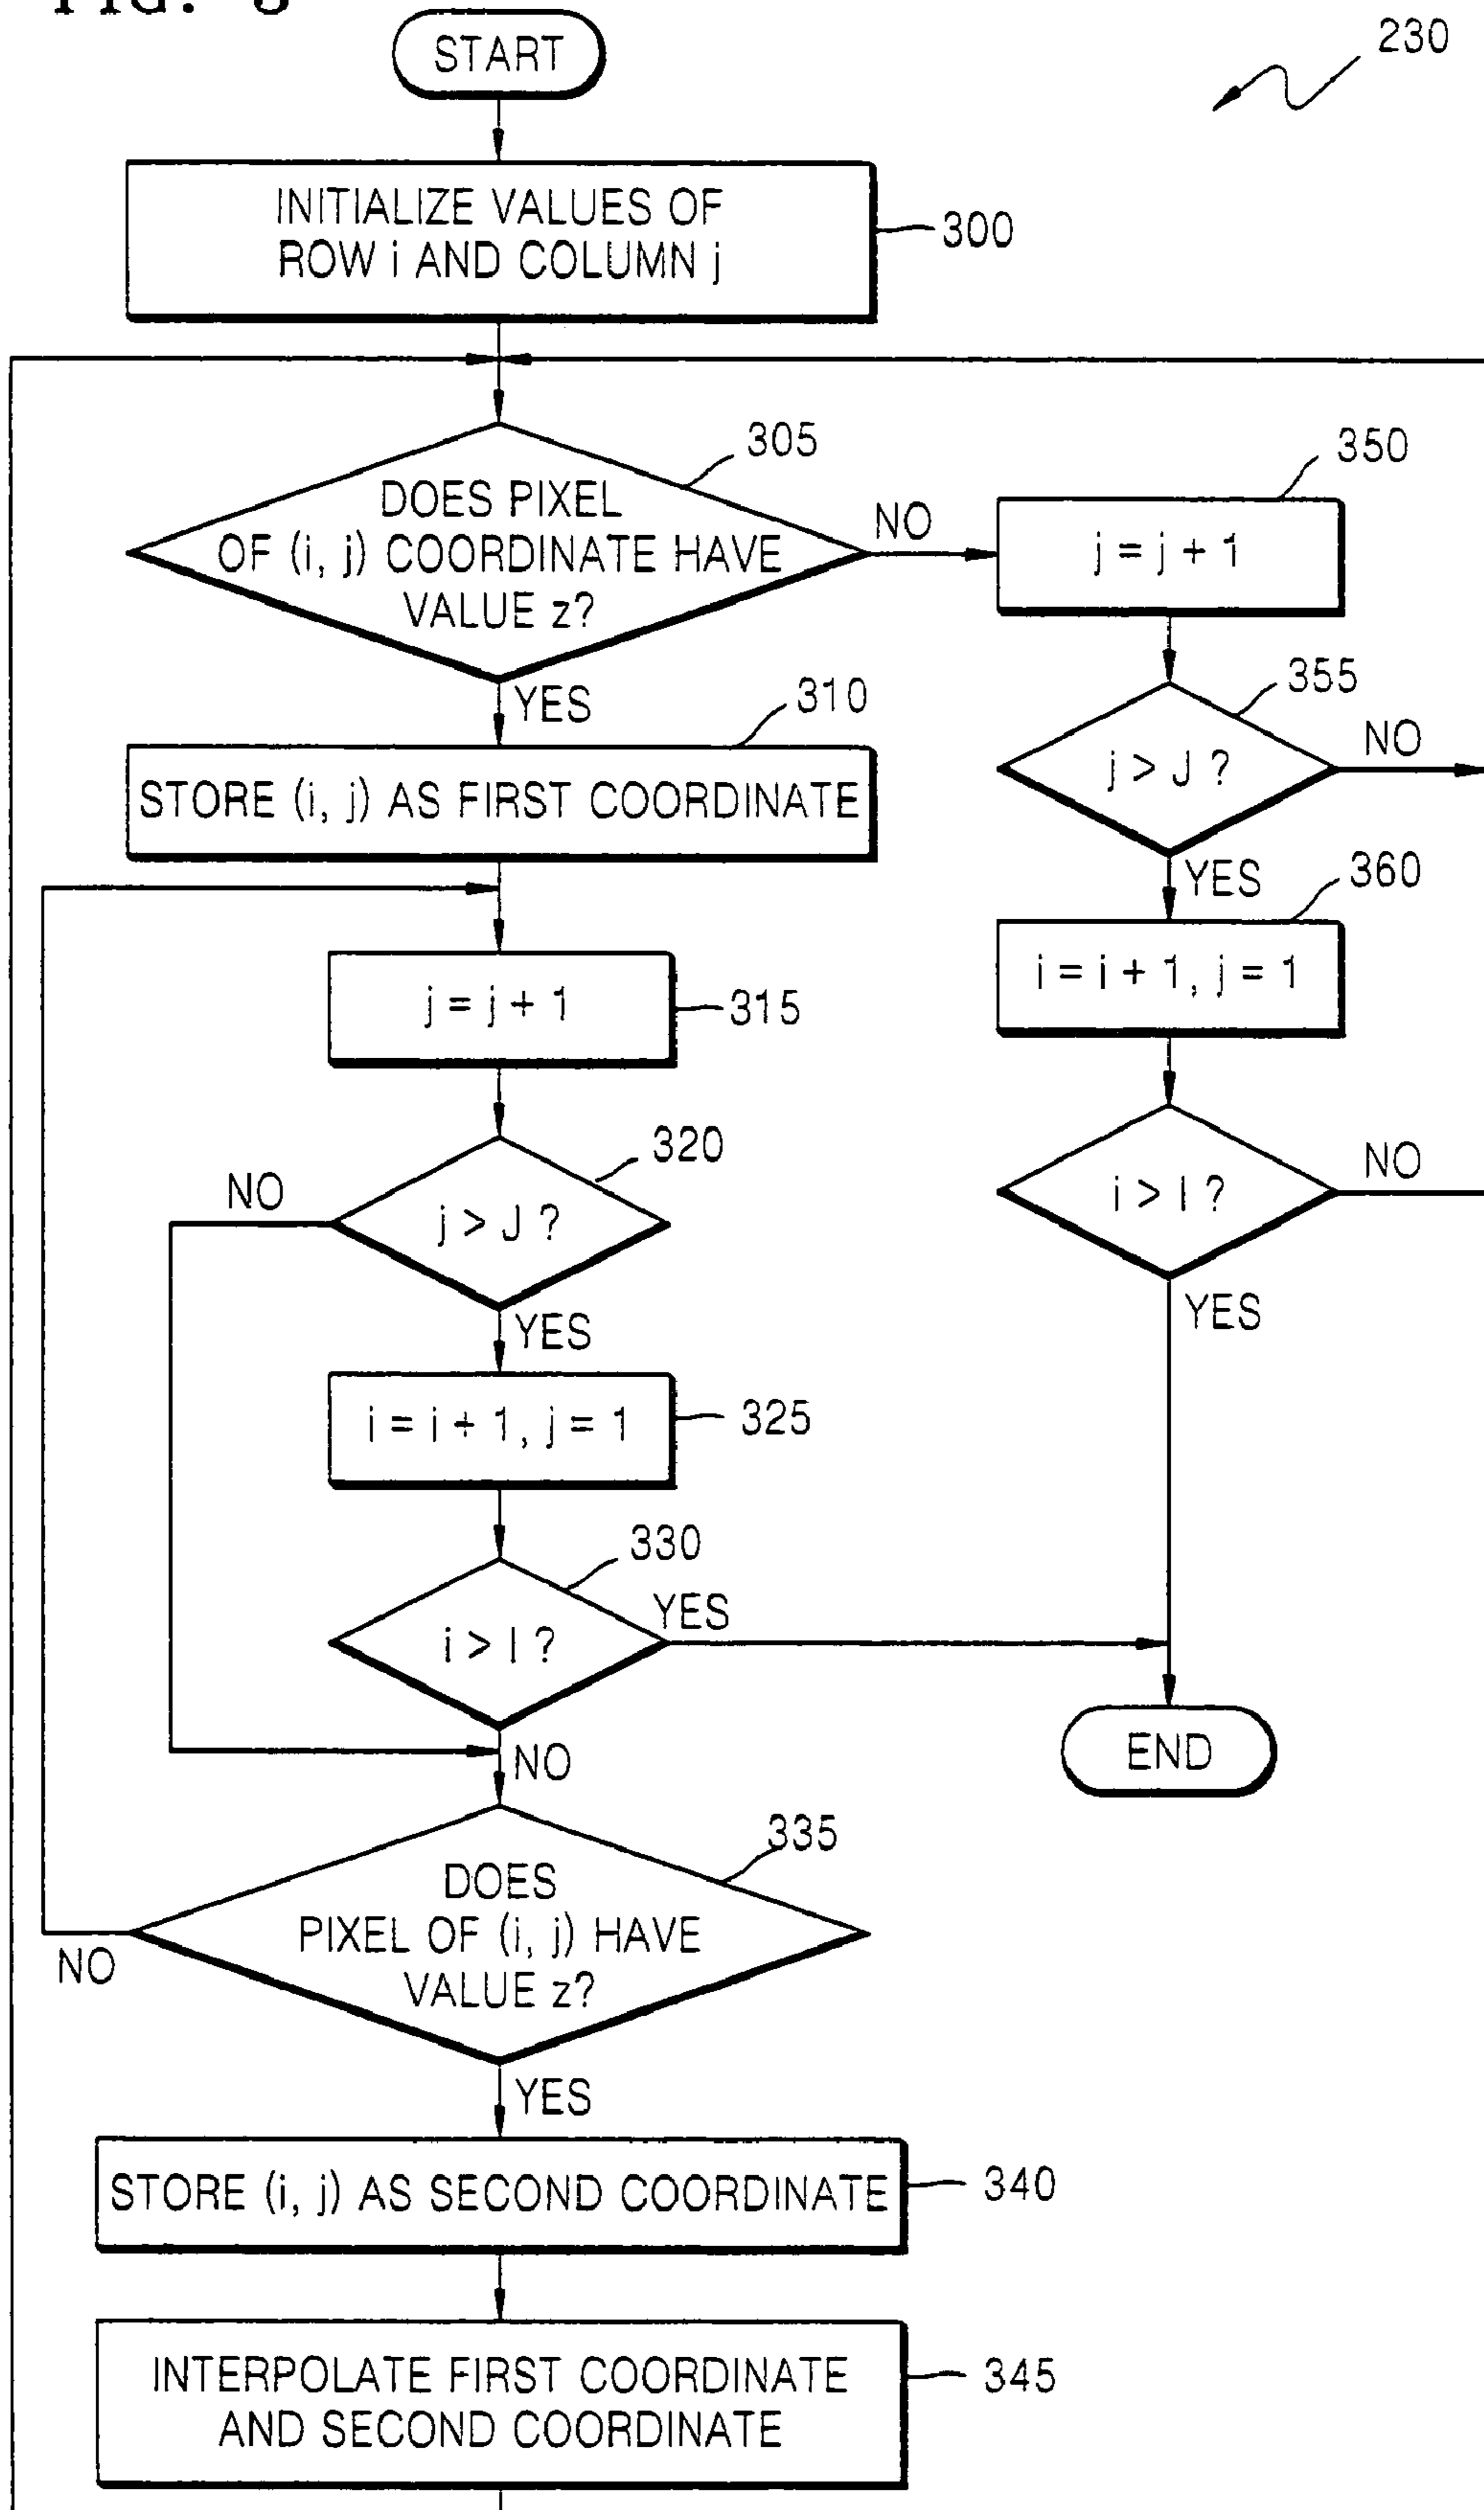 START
230
INITIALIZE VALUES OF
ROW i AND COLUMN j
300
305
DOES PIXEL
OF (i, j) COORDINATE HAVE
VALUE z?
NO
350
j = j + 1
YES
310
355
j > J ?
NO
STORE (i, j) AS FIRST COORDINATE
YES
360
i = i + 1, j = 1
j = j + 1
315
320
NO
j > J ?
i > I ?
NO
YES
YES
i = i + 1, j = 1
325
330
i > I ?
YES
NO
END
335
DOES
PIXEL OF (i, j) HAVE
VALUE z?
NO
YES
STORE (i, j) AS SECOND COORDINATE
340
INTERPOLATE FIRST COORDINATE
AND SECOND COORDINATE
345